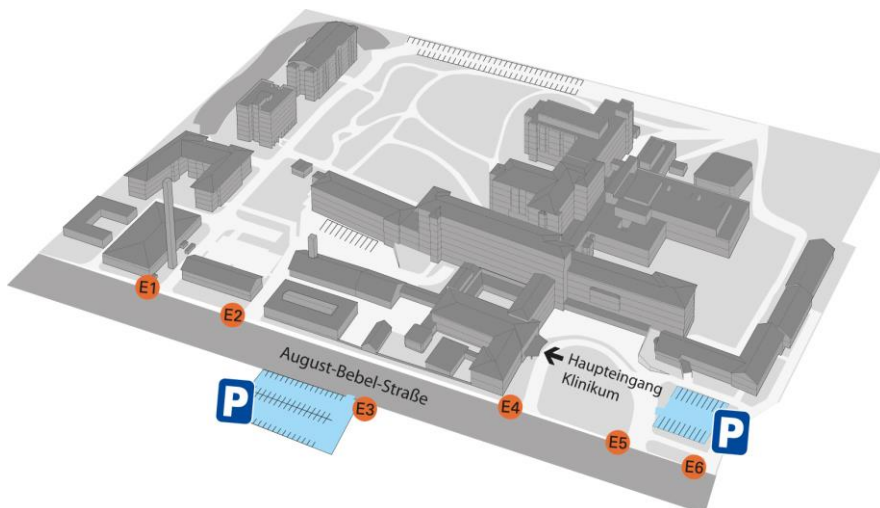 E1
E2
August-Bebel-Straße
P
E3
E4
Haupteingang
Klinikum
E5
P
E6